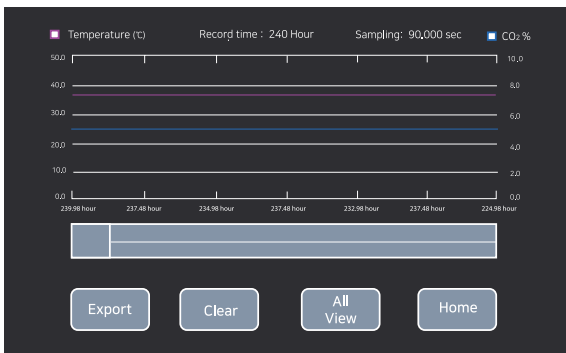 Temperature (℃) Record time : 240 Hour Sampling: 90.000 sec CO₂ %
50.0 10.0
40.0 8.0
30.0 6.0
20.0 4.0
10.0 2.0
0.0 0.0
239.98 hour 237.48 hour 234.98 hour 237.48 hour 232.98 hour 237.48 hour 224.98 hour
Export Clear All View Home